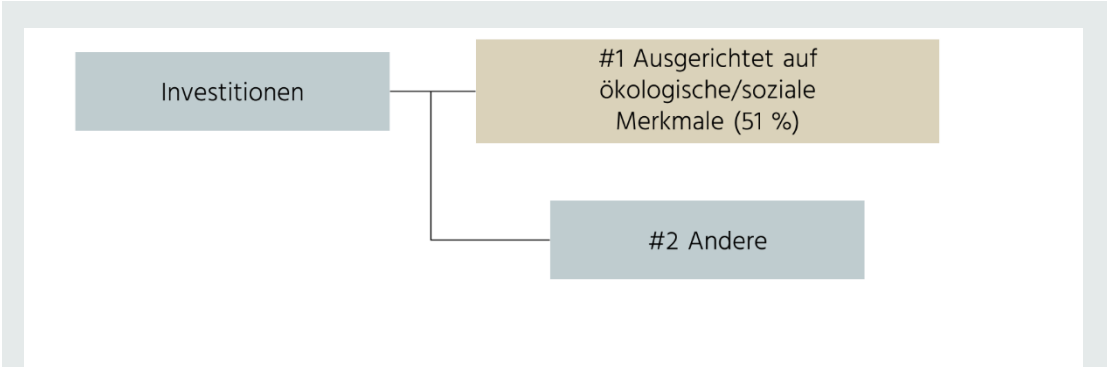 Investitionen
#1 Ausgerichtet auf
ökologische/soziale
Merkmale (51 %)
#2 Andere